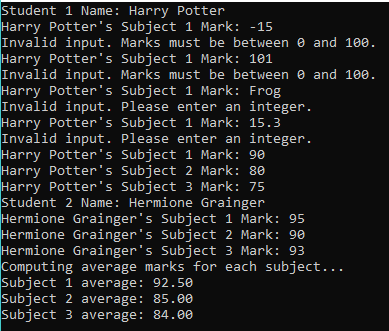 Student 1 Name: Harry Potter
Harry Potter's Subject 1 Mark: -15
Invalid input. Marks must be between 0 and 100.
Harry Potter's Subject 1 Mark: 101
Invalid input. Marks must be between 0 and 100.
Harry Potter's Subject 1 Mark: Frog
Invalid input. Please enter an integer.
Harry Potter's Subject 1 Mark: 15.3
Invalid input. Please enter an integer.
Harry Potter's Subject 1 Mark: 90
Harry Potter's Subject 2 Mark: 80
Harry Potter's Subject 3 Mark: 75
Student 2 Name: Hermione Grainger
Hermione Grainger's Subject 1 Mark: 95
Hermione Grainger's Subject 2 Mark: 90
Hermione Grainger's Subject 3 Mark: 93
Computing average marks for each subject...
Subject 1 average: 92.50
Subject 2 average: 85.00
Subject 3 average: 84.00